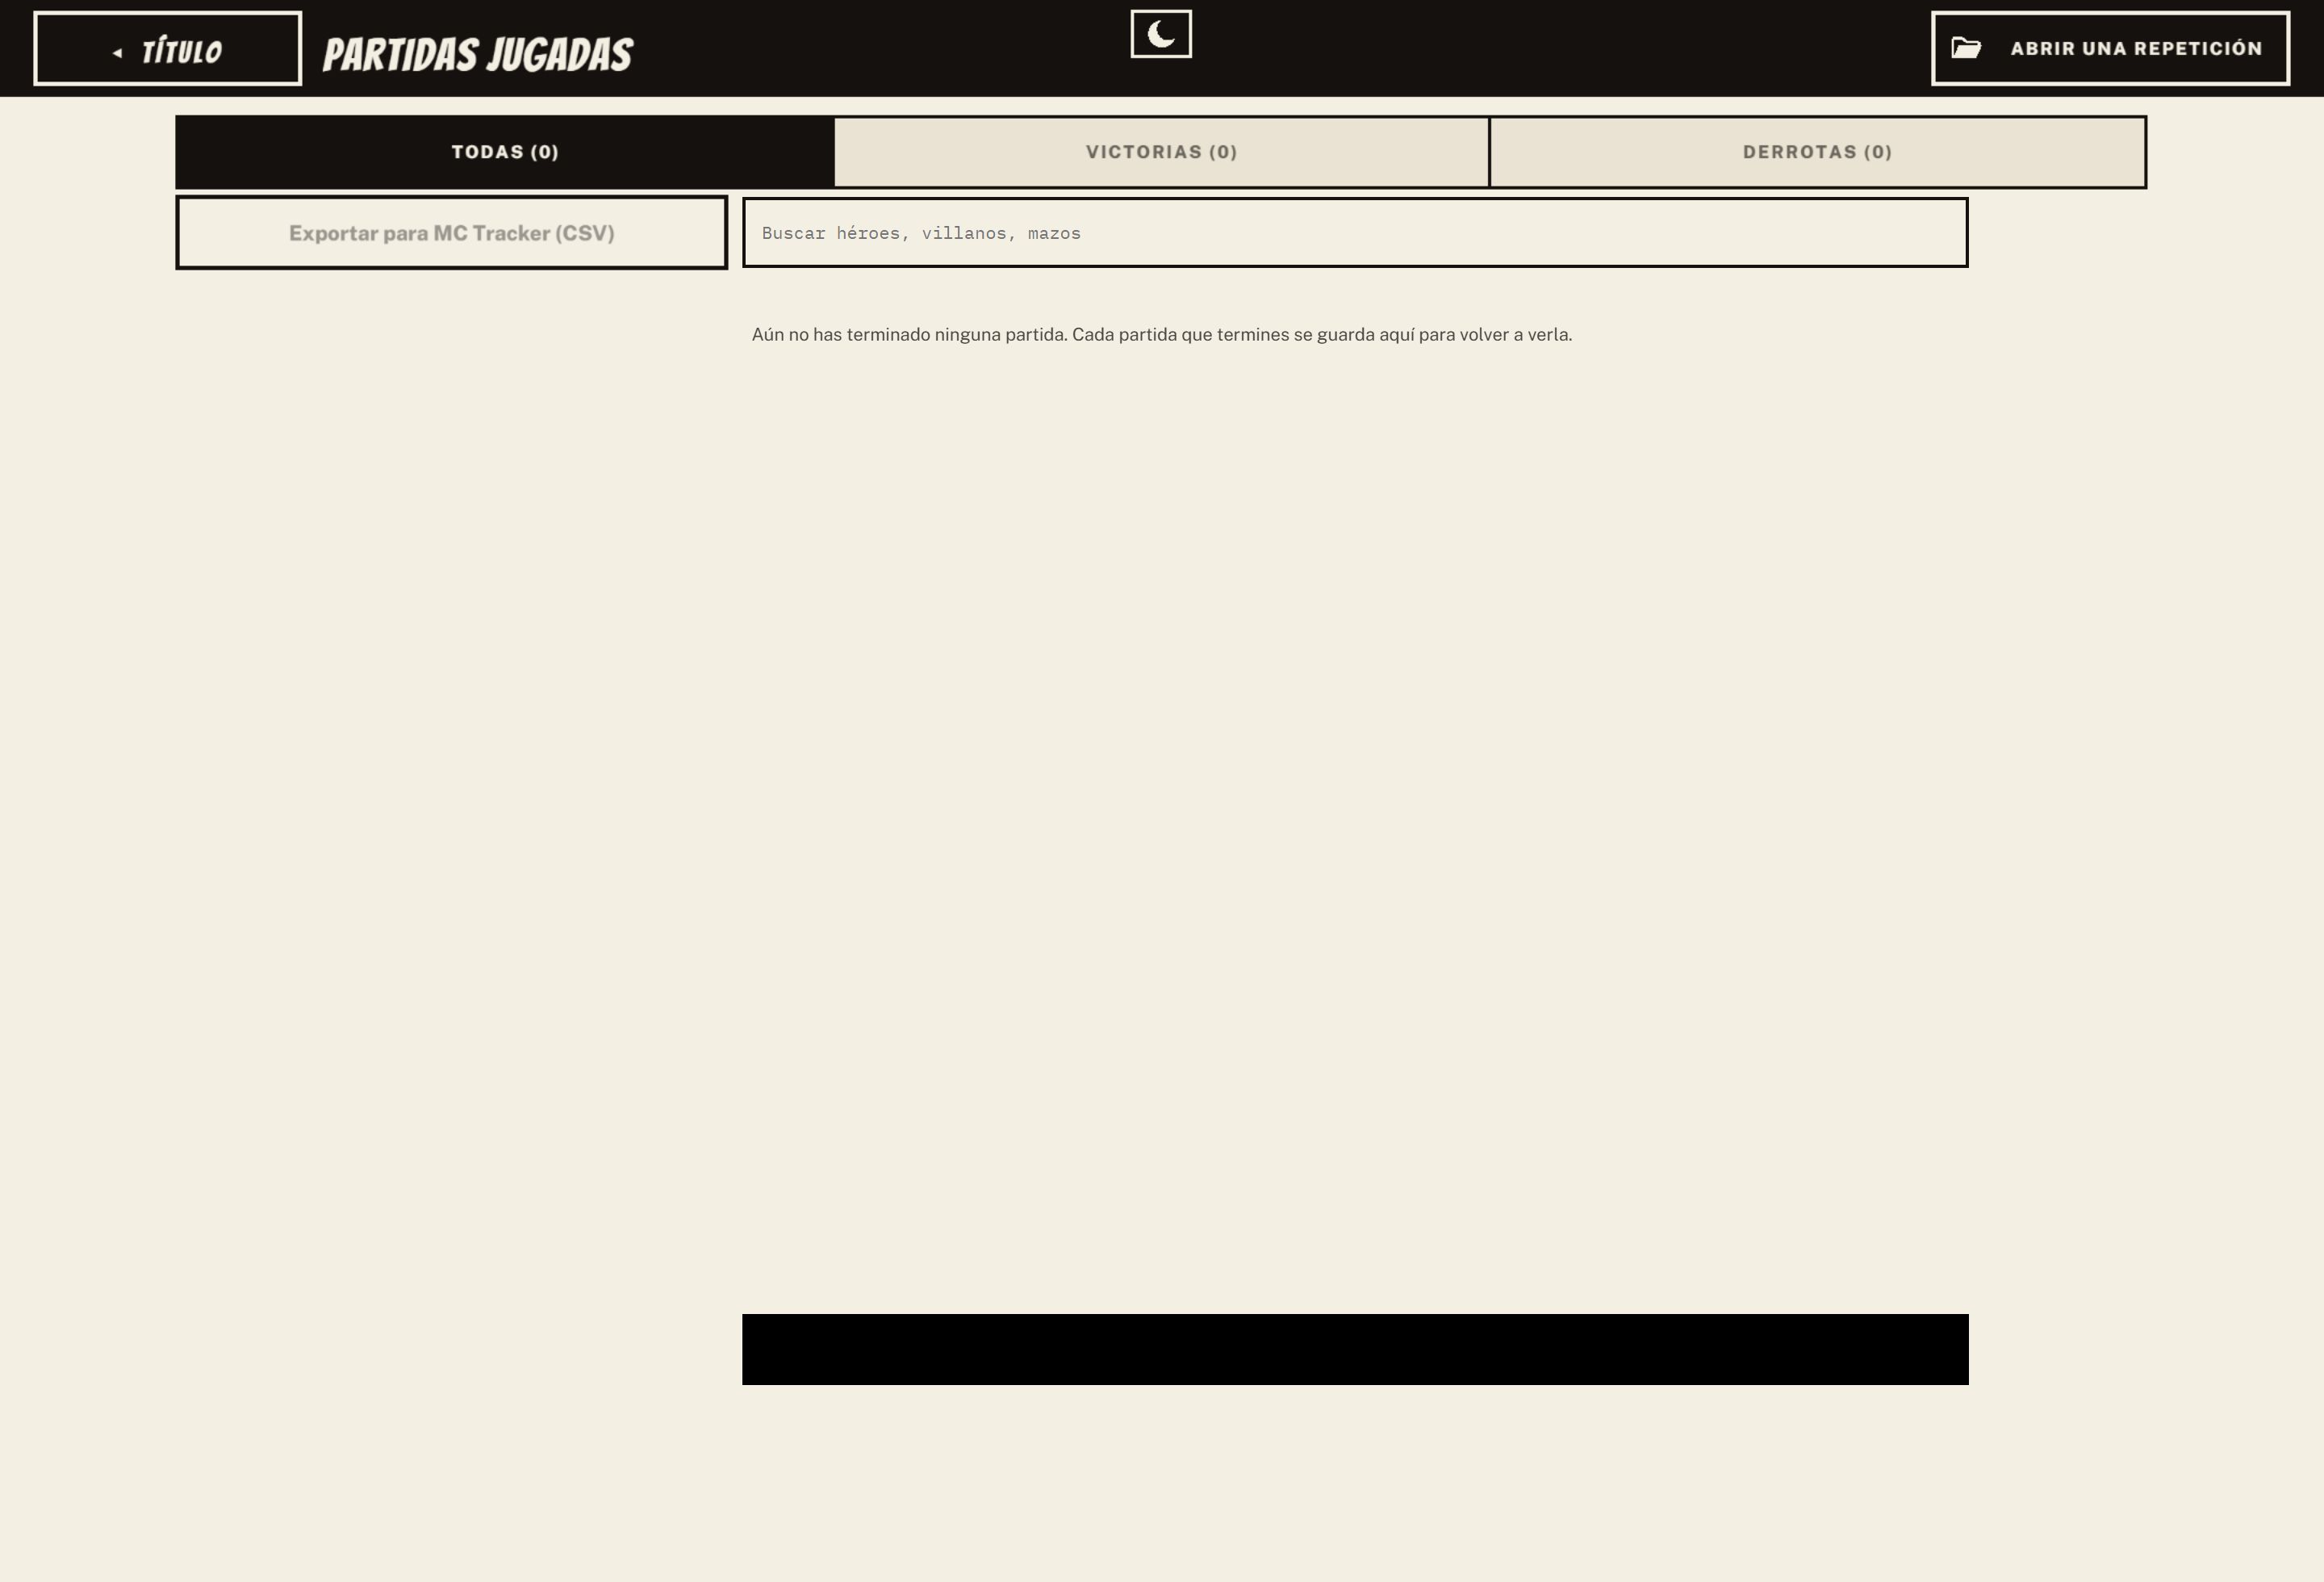 ◄ TÍTULO
PARTIDAS JUGADAS
ABRIR UNA REPETICIÓN
TODAS (0)
VICTORIAS (0)
DERROTAS (0)
Exportar para MC Tracker (CSV)
Buscar héroes, villanos, mazos
Aún no has terminado ninguna partida. Cada partida que termines se guarda aquí para volver a verla.